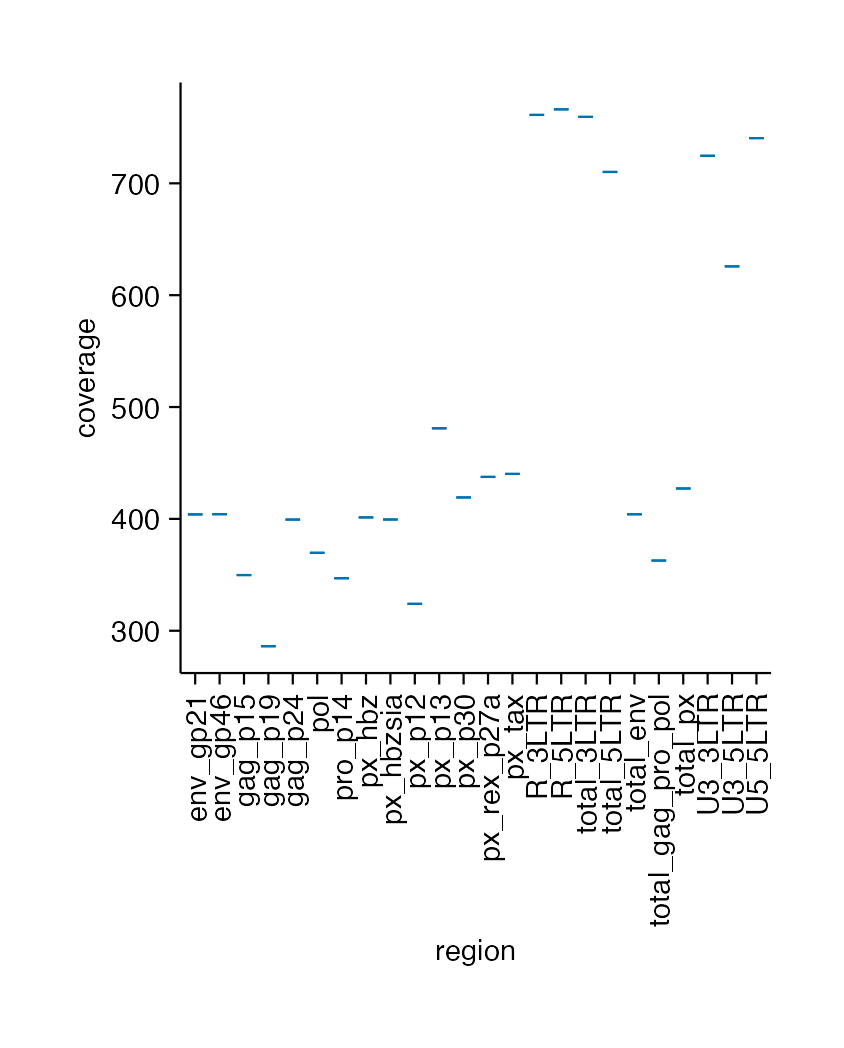 700
600
500
400
300
coverage
env_gp21
env_gp46
gag_p15
gag_p19
gag_p24
pol
pro_p14
px_hbz
px_hbzsia
px_p12
px_p13
px_p30
px_rex_p27a
px_tax
R_3LTR
R_5LTR
total_3LTR
total_5LTR
total_env
total_gag_pro_pol
total_px
U3_3LTR
U3_5LTR
U5_5LTR
region